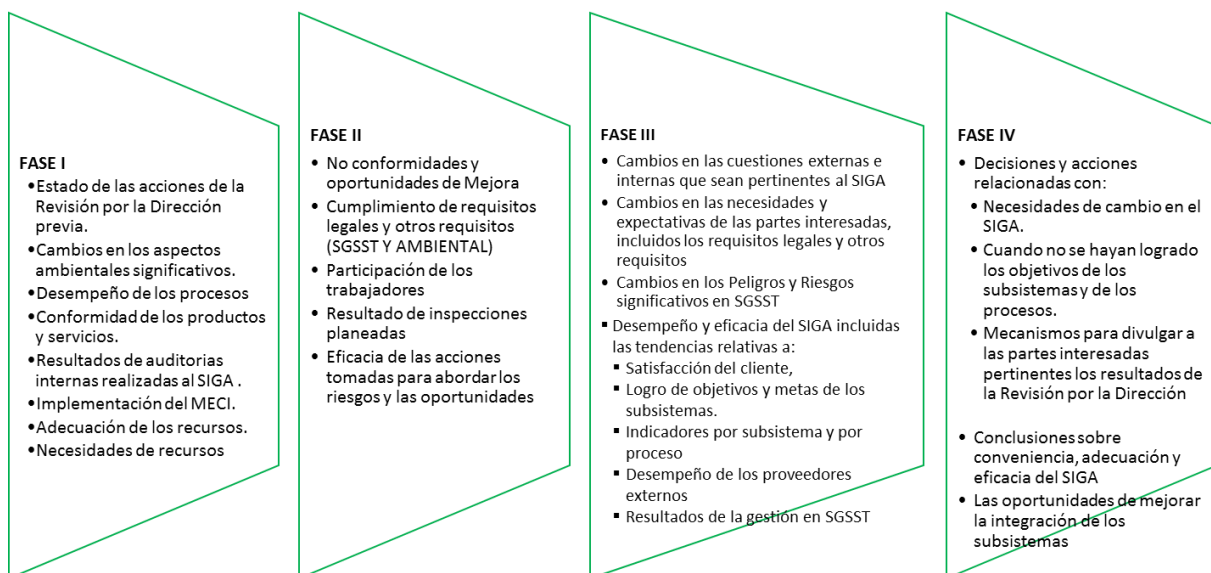 FASE I
•Estado de las acciones de la
Revisión por la Dirección
previa.
•Cambios en los aspectos
ambientales significativos.
•Desempeño de los procesos
•Conformidad de los productos
y servicios.
•Resultados de auditorias
internas realizadas al SIGA .
•Implementación del MECI.
•Adecuación de los recursos.
•Necesidades de recursos
FASE II
• No conformidades y
oportunidades de Mejora
• Cumplimiento de requisitos
legales y otros requisitos
(SGSST Y AMBIENTAL)
• Participación de los
trabajadores
• Resultado de inspecciones
planeadas
• Eficacia de las acciones
tomadas para abordar los
riesgos y las oportunidades
FASE III
• Cambios en las cuestiones externas e
internas que sean pertinentes al SIGA
• Cambios en las necesidades y
expectativas de las partes interesadas,
incluidos los requisitos legales y otros
requisitos
• Cambios en los Peligros y Riesgos
significativos en SGSST
▪ Desempeño y eficacia del SIGA incluidas
las tendencias relativas a:
▪ Satisfacción del cliente,
▪ Logro de objetivos y metas de los
subsistemas.
▪ Indicadores por subsistema y por
proceso
▪ Desempeño de los proveedores
externos
▪ Resultados de la gestión en SGSST
FASE IV
• Decisiones y acciones
relacionadas con:
• Necesidades de cambio en el
SIGA.
• Cuando no se hayan logrado
los objetivos de los
subsistemas y de los
procesos.
• Mecanismos para divulgar a
las partes interesadas
pertinentes los resultados de
la Revisión por la Dirección
• Conclusiones sobre
conveniencia, adecuación y
eficacia del SIGA
• Las oportunidades de mejorar
la integración de los
subsistemas